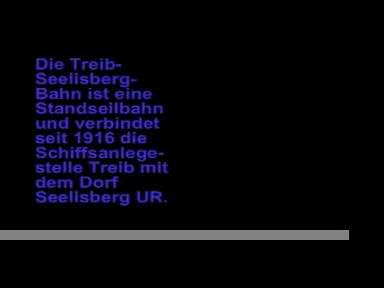 Die Treib-
Seelisberg-
Bahn ist eine
Standseilbahn
und verbindet
seit 1916 die
Schiffsanlege-
stelle Treib mit
dem Dorf
Seelisberg UR.